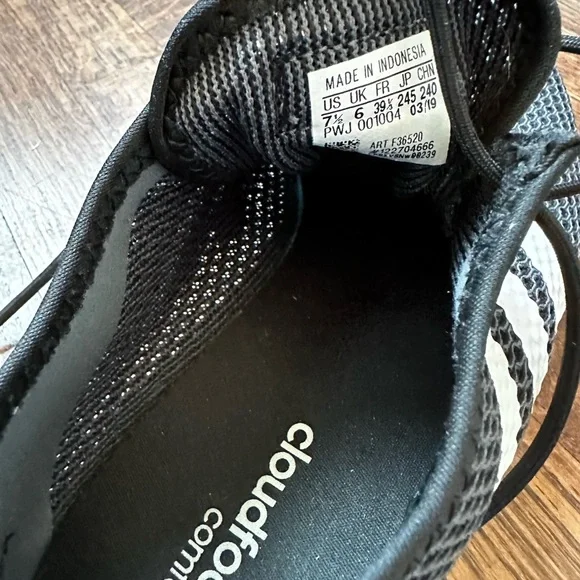 MADE IN INDONESIA
US UK FR JP CHN
7½ 6 39⅓ 245 240
PWJ 001004 03/19
ART F36520
cloudfoa
comfo